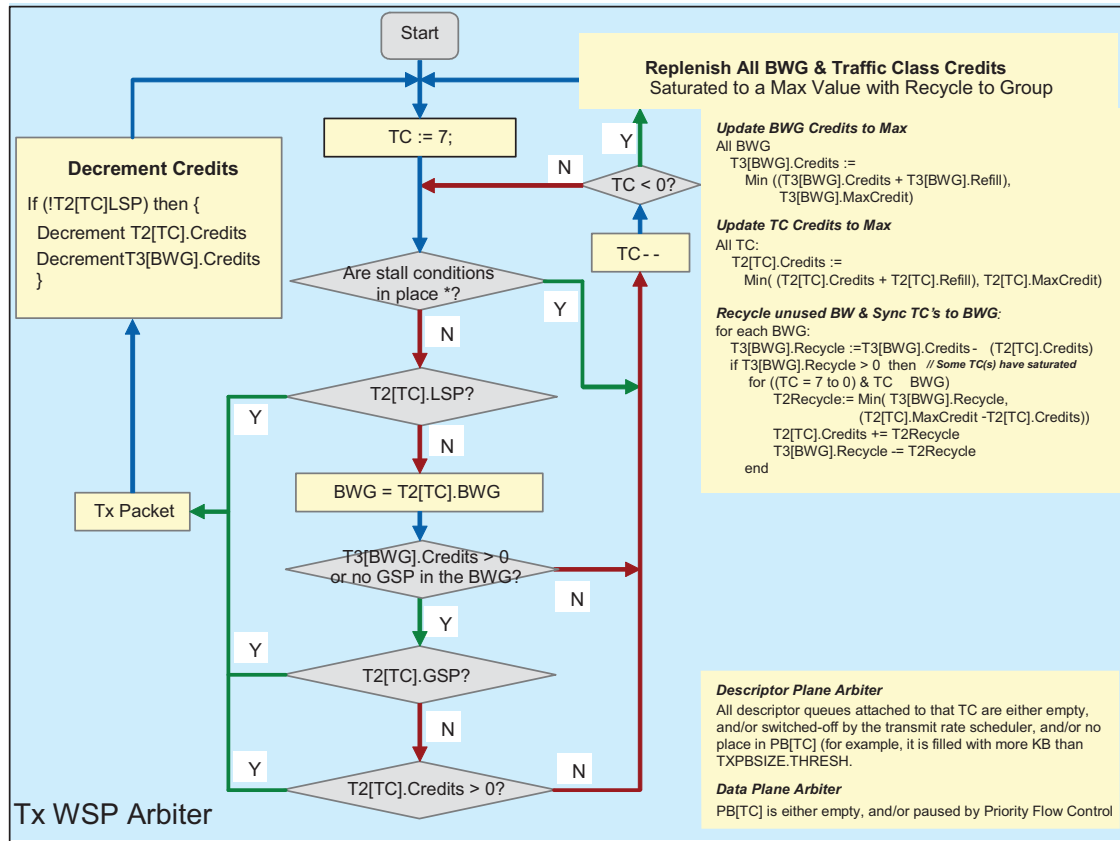 Start
Replenish All BWG & Traffic Class Credits
Saturated to a Max Value with Recycle to Group
TC := 7;
Y
N
TC < 0?
TC- -
Decrement Credits
If (!T2[TC]LSP) then {
Decrement T2[TC].Credits
DecrementT3[BWG].Credits
}
Update BWG Credits to Max
All BWG
T3[BWG].Credits :=
Min ((T3[BWG].Credits + T3[BWG].Refill),
T3[BWG].MaxCredit)
Update TC Credits to Max
All TC:
T2[TC].Credits :=
Min( (T2[TC].Credits + T2[TC].Refill), T2[TC].MaxCredit)
Recycle unused BW & Sync TC's to BWG:
for each BWG:
T3[BWG].Recycle :=T3[BWG].Credits - (T2[TC].Credits)
if T3[BWG].Recycle > 0 then // Some TC(s) have saturated
for ((TC = 7 to 0) & TC BWG)
T2Recycle:= Min( T3[BWG].Recycle,
(T2[TC].MaxCredit -T2[TC].Credits))
T2[TC].Credits += T2Recycle
T3[BWG].Recycle -= T2Recycle
end
Are stall conditions
in place *?
Y
N
T2[TC].LSP?
Y
N
BWG = T2[TC].BWG
Tx Packet
T3[BWG].Credits > 0
or no GSP in the BWG?
N
Y
Y
T2[TC].GSP?
N
Y
T2[TC].Credits > 0?
N
Descriptor Plane Arbiter
All descriptor queues attached to that TC are either empty,
and/or switched-off by the transmit rate scheduler, and/or no
place in PB[TC] (for example, it is filled with more KB than
TXPBSIZE.THRESH.
Data Plane Arbiter
PB[TC] is either empty, and/or paused by Priority Flow Control
Tx WSP Arbiter